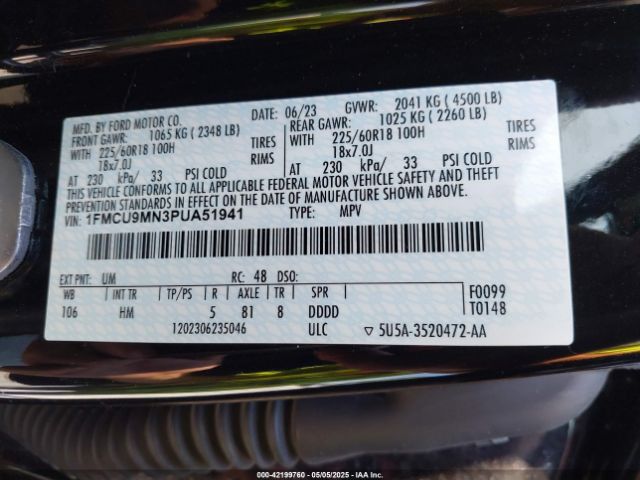 MFD. BY FORD MOTOR CO. DATE: 06/23 GVWR: 2041 KG ( 4500 LB)
FRONT GAWR: 1065 KG ( 2348 LB) REAR GAWR: 1025 KG ( 2260 LB)
WITH 225/60R18 100H TIRES WITH 225/60R18 100H TIRES
18x7.0J RIMS 18x7.0J RIMS
AT 230 kPa/ 33 PSI COLD AT 230 kPa/ 33 PSI COLD
THIS VEHICLE CONFORMS TO ALL APPLICABLE FEDERAL MOTOR VEHICLE SAFETY AND THEFT
PREVENTION STANDARDS IN EFFECT ON THE DATE OF MANUFACTURE SHOWN ABOVE.
VIN: 1FMCU9MN3PUA51941 TYPE: MPV
EXT PNT: UM RC: 48 DSO:
WB INT TR TP/PS R AXLE TR SPR F0099
106 HM 5 81 8 DDDD T0148
1202306235046 ULC ▽ 5U5A-3520472-AA
000-42199760 — 05/05/2025 — IAA Inc.